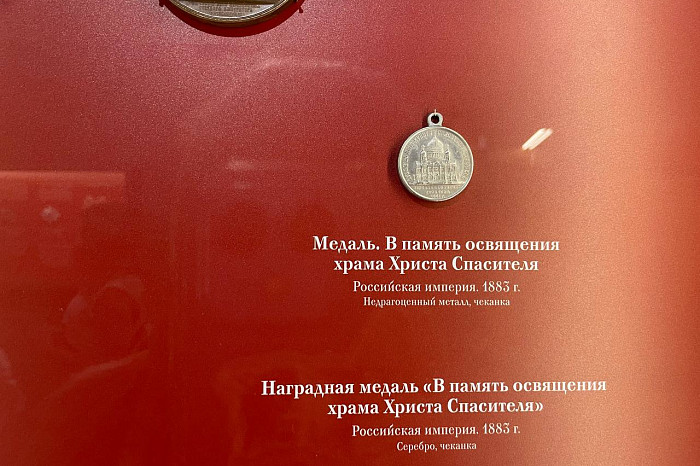 Медаль. В память освящения
храма Христа Спасителя
Российская империя. 1883 г.
Недрагоценный металл, чеканка
Наградная медаль «В память освящения
храма Христа Спасителя»
Российская империя. 1883 г.
Серебро, чеканка